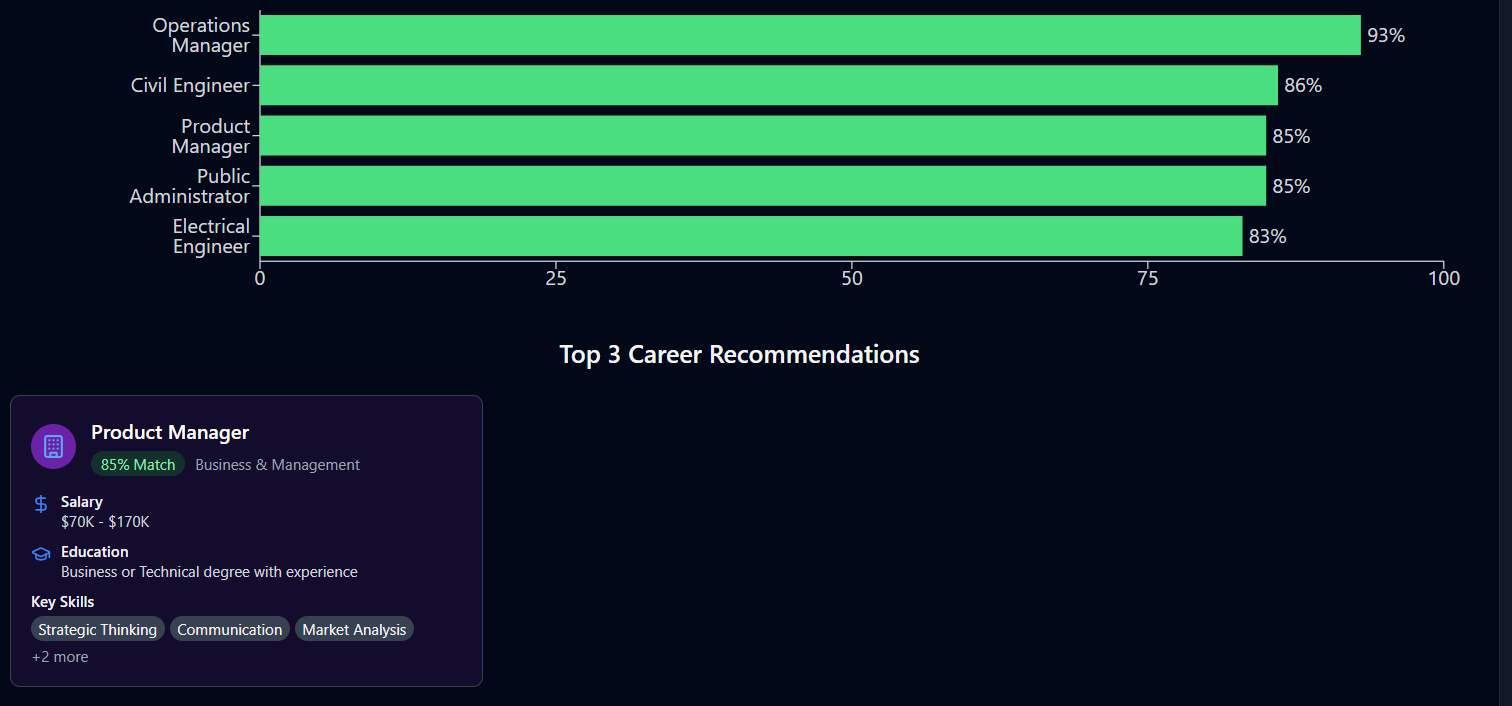 Operations
Manager
93%
Civil Engineer
86%
Product
Manager
85%
Public
Administrator
85%
Electrical
Engineer
83%
0 25 50 75 100
Top 3 Career Recommendations
Product Manager
85% Match Business & Management
Salary
$70K - $170K
Education
Business or Technical degree with experience
Key Skills
Strategic Thinking Communication Market Analysis
+2 more